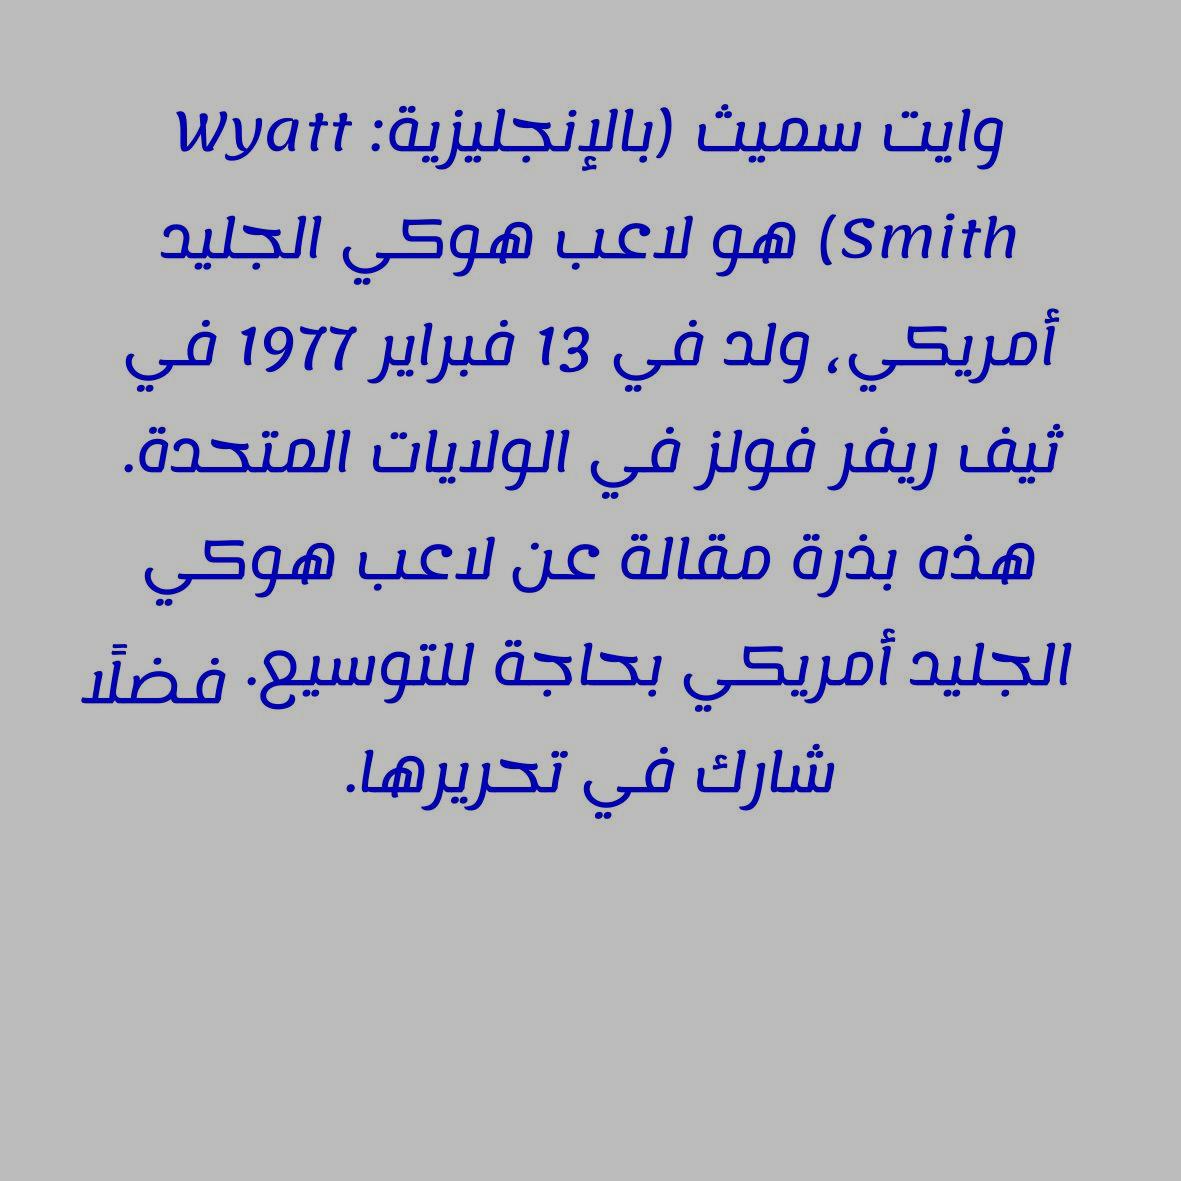 وايت سميث (بالإنجليزية: Wyatt
Smith) هو لاعب هوكي الجليد
أمريكي، ولد في 13 فبراير 1977 في
ثيف ريفر فولز في الولايات المتحدة.
هذه بذرة مقالة عن لاعب هوكي
الجليد أمريكي بحاجة للتوسيع. فضلًا
شارك في تحريرها.